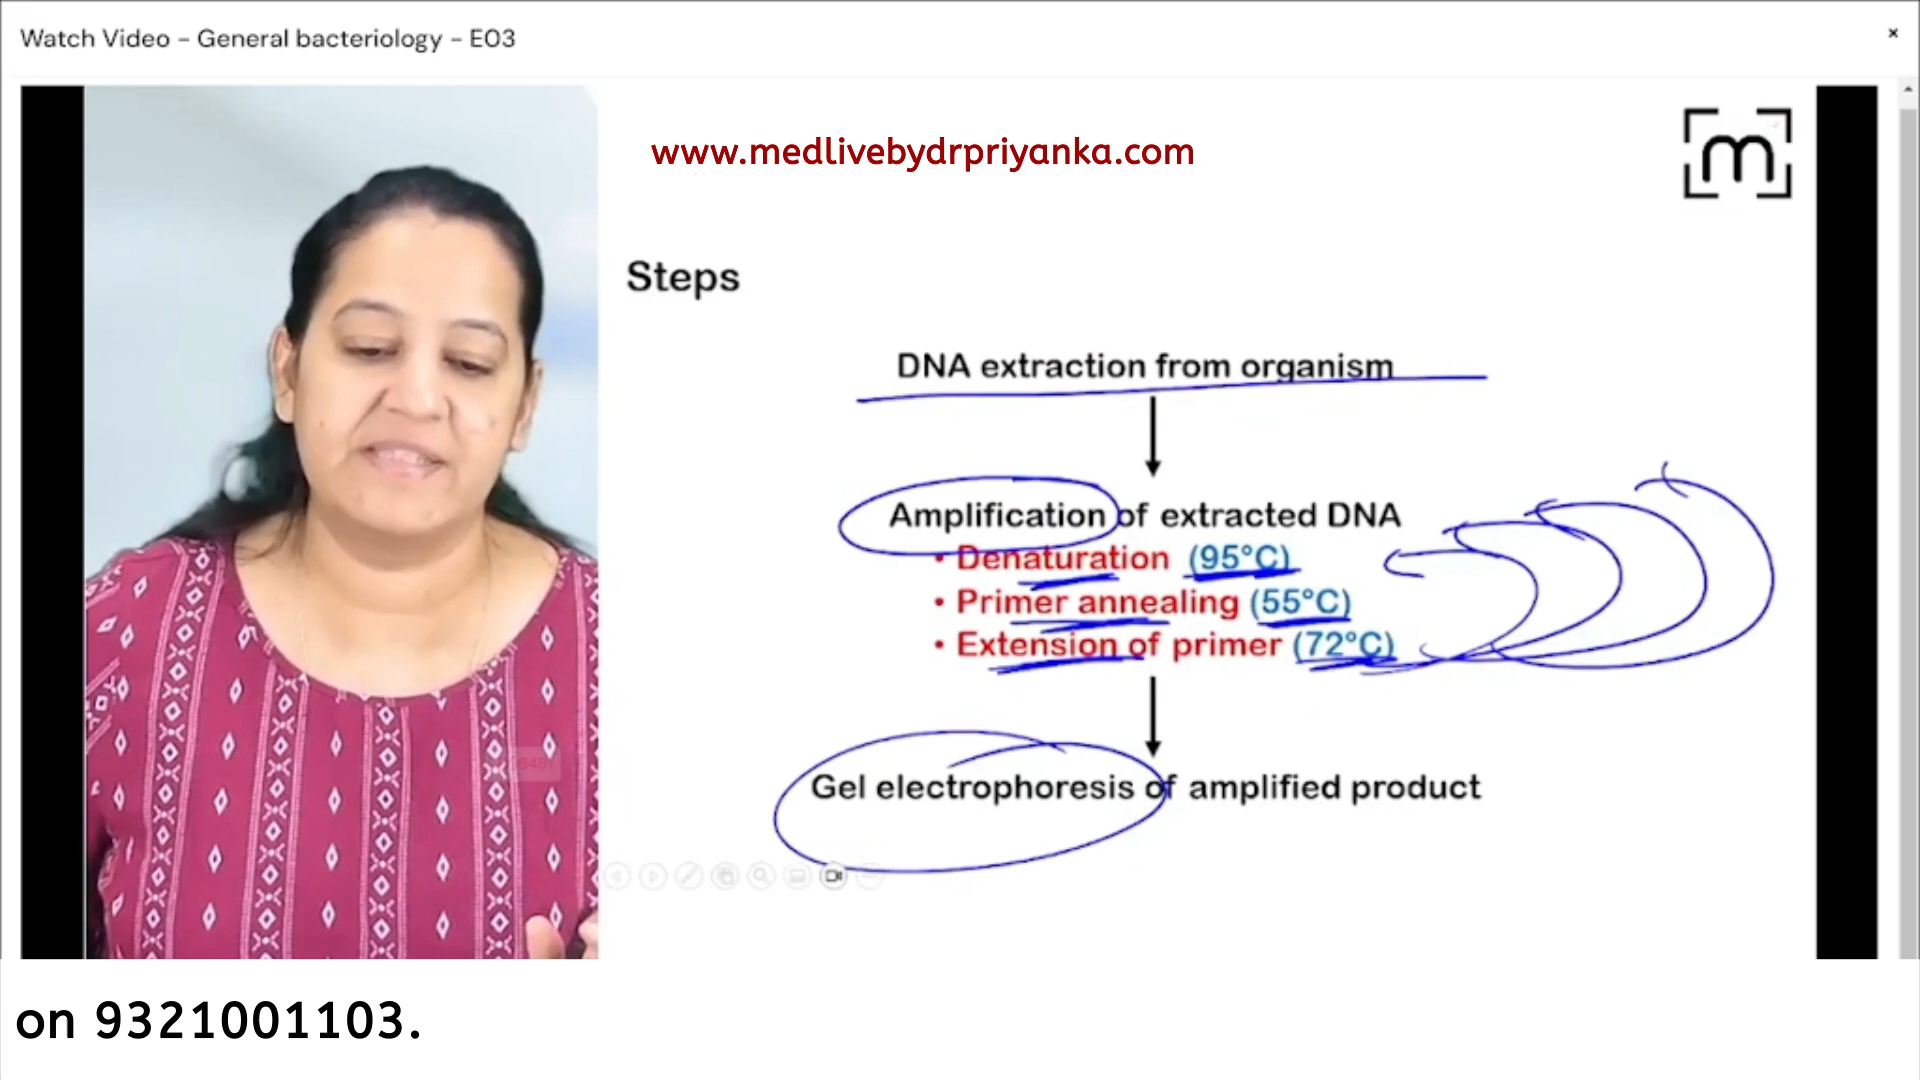 Watch Video – General bacteriology – E03
×
www.medlivebydrpriyanka.com
m
Steps
DNA extraction from organism
Amplification of extracted DNA
• Denaturation (95°C)
• Primer annealing (55°C)
• Extension of primer (72°C)
Gel electrophoresis of amplified product
on 9321001103.